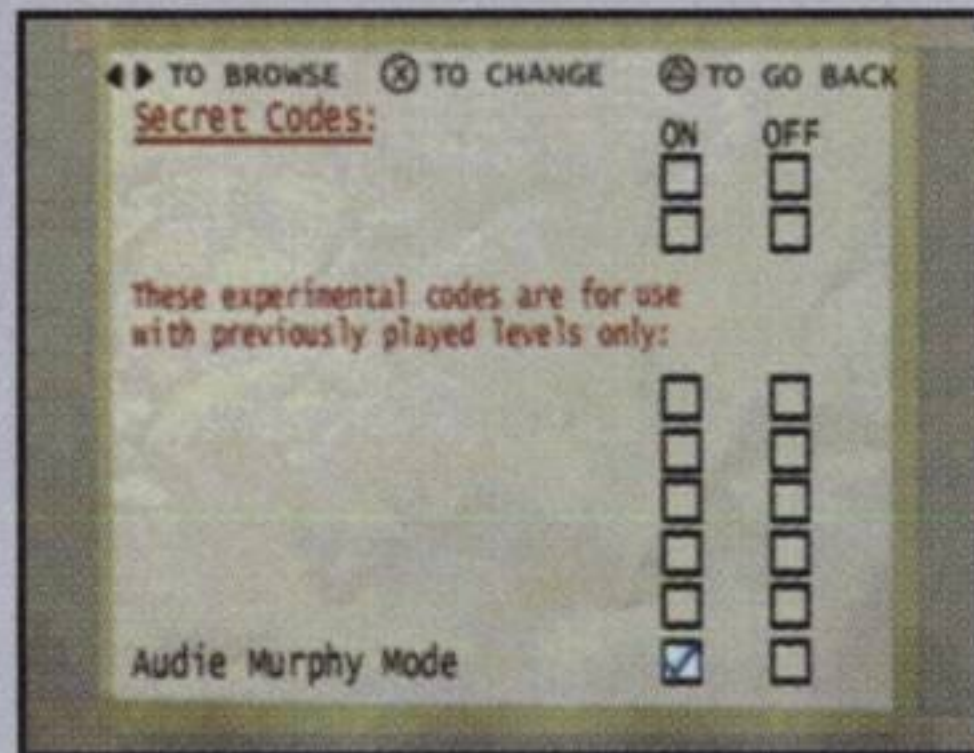 ◀ ▶ TO BROWSE Ⓧ TO CHANGE △ TO GO BACK
Secret Codes:
ON OFF
These experimental codes are for use
with previously played levels only:
Audie Murphy Mode